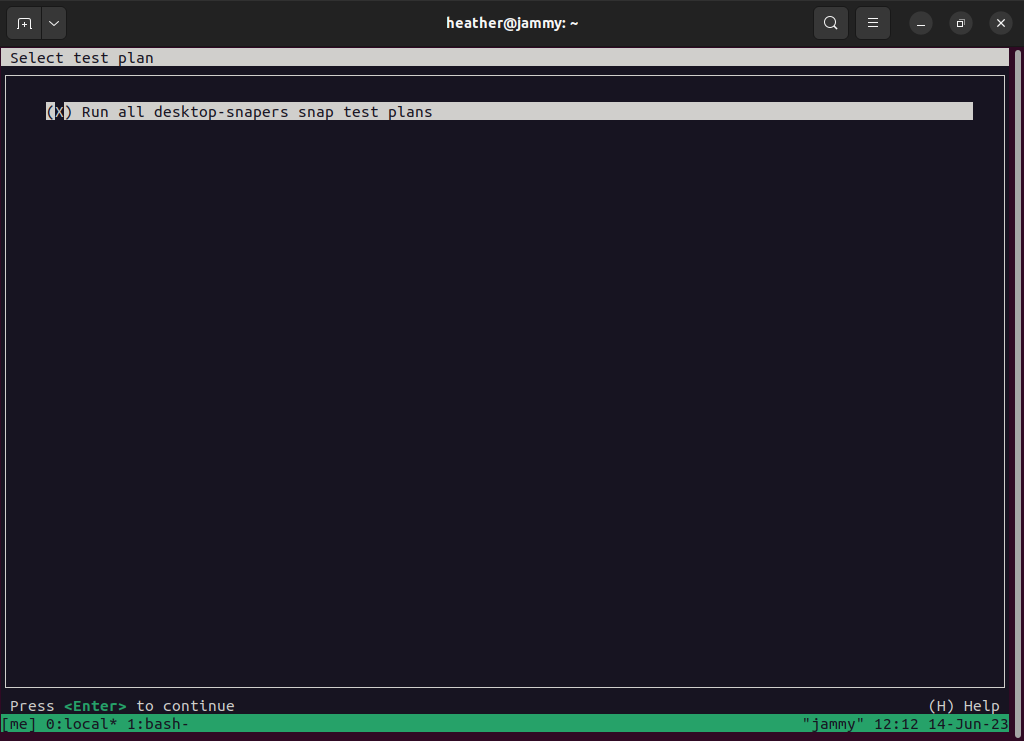 heather@jammy: ~
Select test plan
(X) Run all desktop-snapers snap test plans
Press <Enter> to continue (H) Help
[me] 0:local* 1:bash- "jammy" 12:12 14-Jun-23